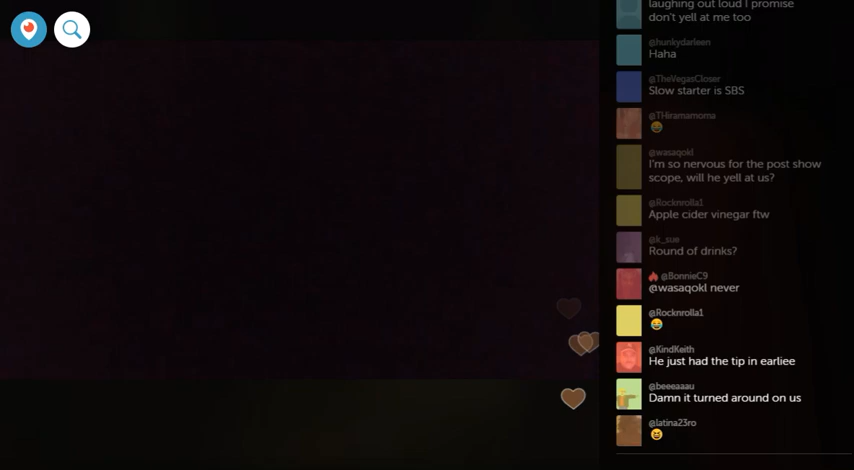 laughing out loud I promise
don't yell at me too
@hunkydarleen
Haha
@TheVegasCloser
Slow starter is SBS
@THiramamoma
@wasaqokl
I'm so nervous for the post show
scope, will he yell at us?
@Rocknrolla1
Apple cider vinegar ftw
@k_sue
Round of drinks?
@BonnieC9
@wasaqokl never
@Rocknrolla1
@KindKeith
He just had the tip in earliee
@beeeaaau
Damn it turned around on us
@latina23ro